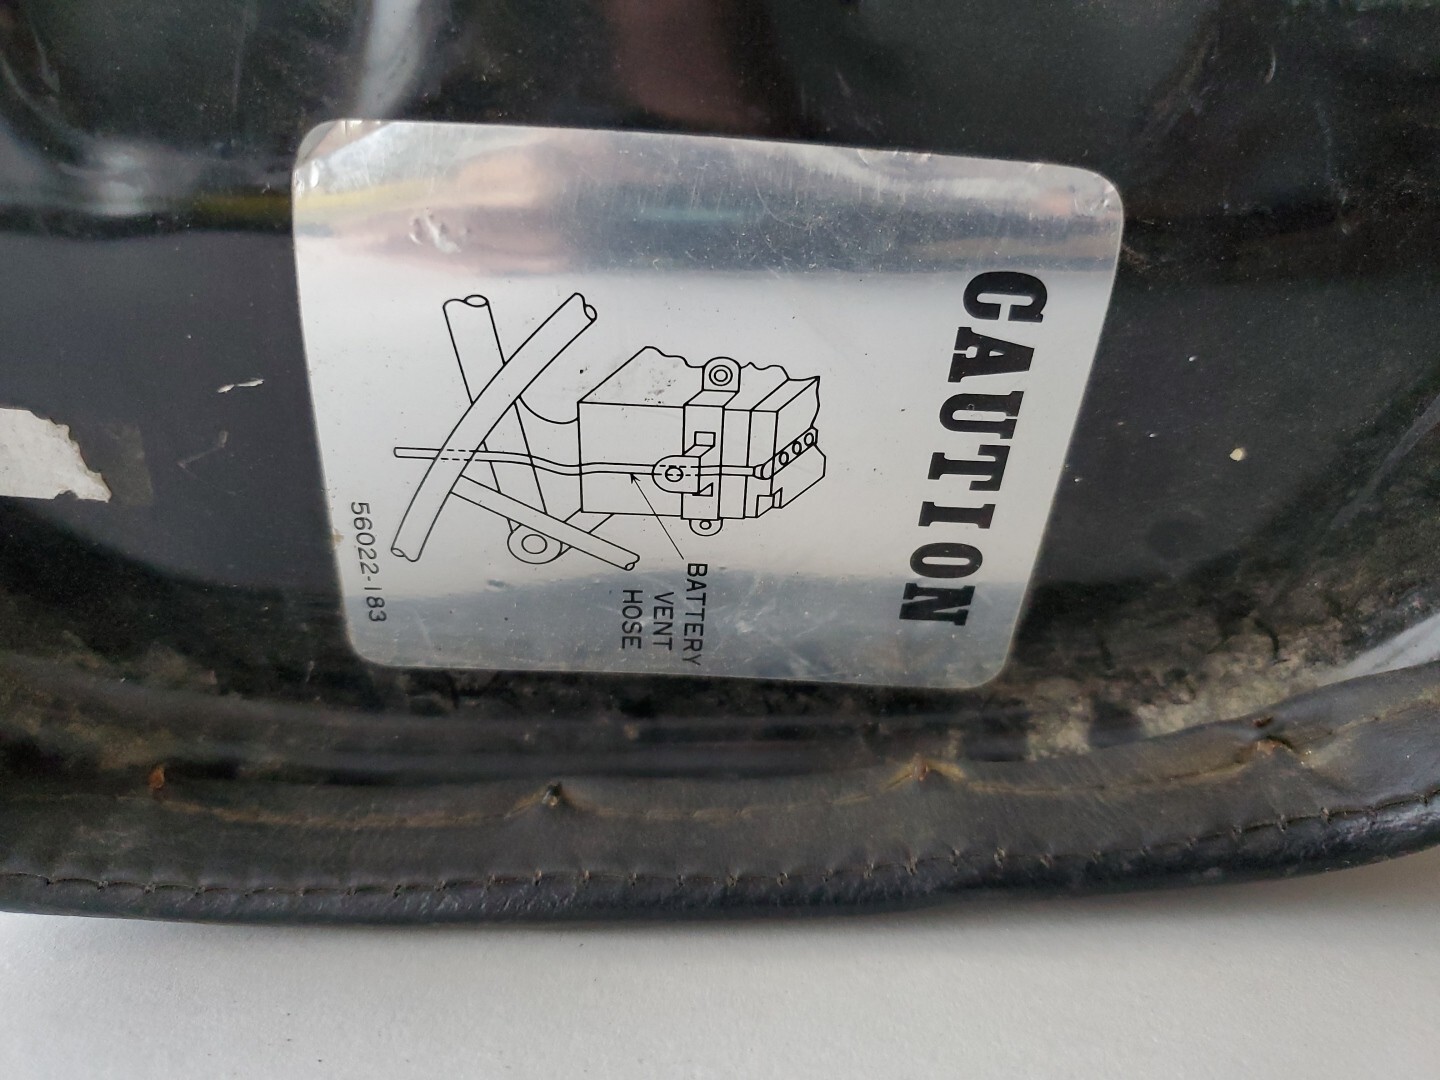 CAUTION
BATTERY
VENT
HOSE
56022-183